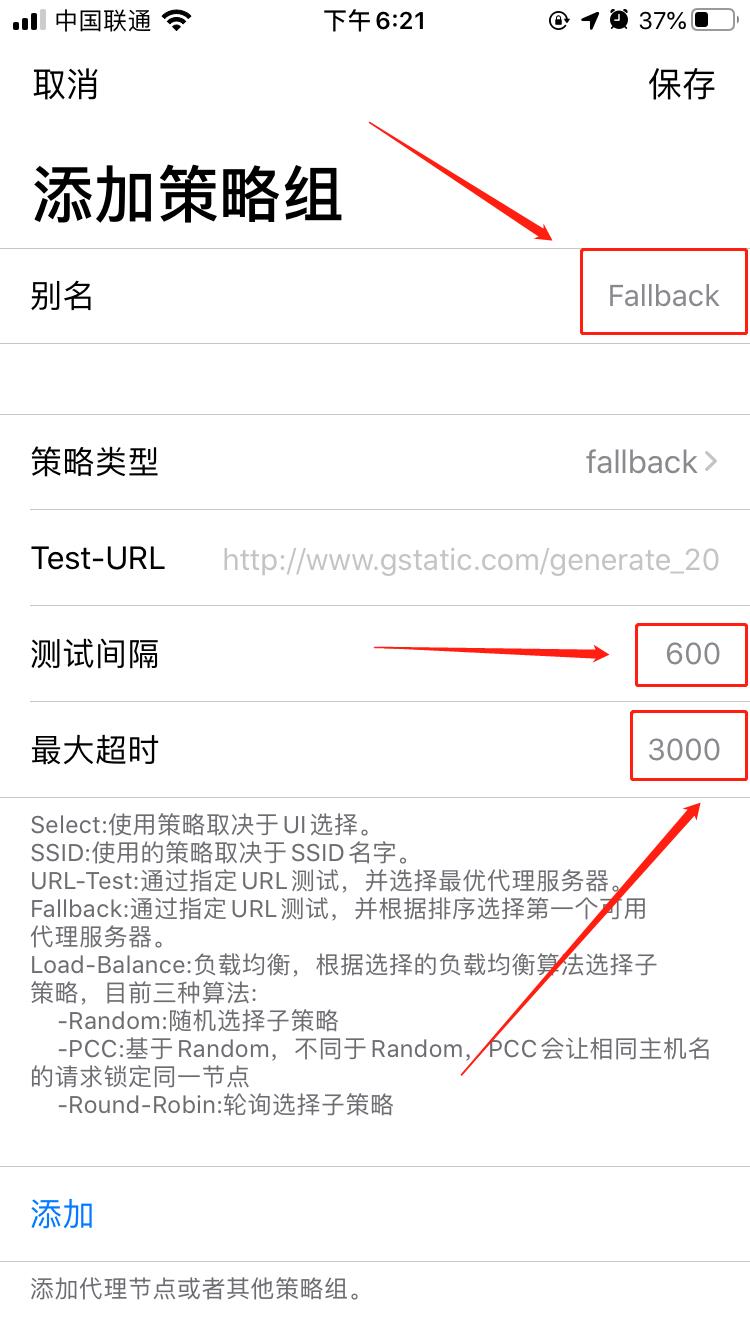 中国联通 下午6:21 37%
取消 保存
添加策略组
别名 Fallback
策略类型 fallback
Test-URL http://www.gstatic.com/generate_20
测试间隔 600
最大超时 3000
Select:使用策略取决于UI选择。
SSID:使用的策略取决于SSID名字。
URL-Test:通过指定URL测试，并选择最优代理服务器。
Fallback:通过指定URL测试，并根据排序选择第一个可用
代理服务器。
Load-Balance:负载均衡，根据选择的负载均衡算法选择子
策略，目前三种算法:
-Random:随机选择子策略
-PCC:基于Random，不同于Random，PCC会让相同主机名
的请求锁定同一节点
-Round-Robin:轮询选择子策略
添加
添加代理节点或者其他策略组。